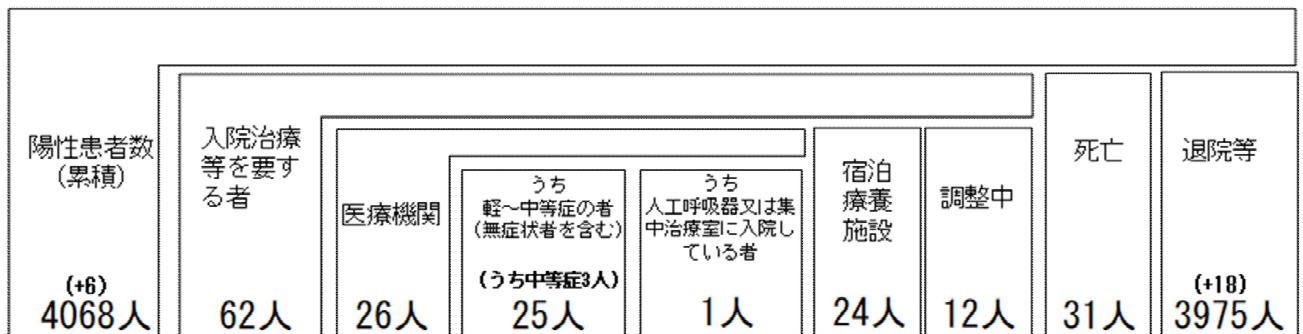 陽性患者数
(累積)
(+6)
4068人
入院治療
等を要す
る者
62人
医療機関
26人
うち
軽～中等症の者
(無症状者を含む)
(うち中等症3人)
25人
うち
人工呼吸器又は集
中治療室に入院し
ている者
1人
宿泊
療養
施設
24人
調整中
12人
死亡
31人
退院等
(+18)
3975人